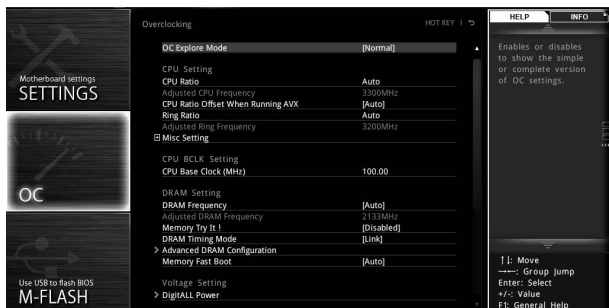 Motherboard settings
SETTINGS
OC
Use USB to flash BIOS
M-FLASH
Overclocking
HOT KEY
OC Explore Mode [Normal]
CPU Setting
CPU Ratio Auto
Adjusted CPU Frequency 3300MHz
CPU Ratio Offset When Running AVX [Auto]
Ring Ratio Auto
Adjusted Ring Frequency 3200MHz
Misc Setting
CPU BCLK Setting
CPU Base Clock (MHz) 100.00
DRAM Setting
DRAM Frequency [Auto]
Adjusted DRAM Frequency 2133MHz
Memory Try It ! [Disabled]
DRAM Timing Mode [Link]
Advanced DRAM Configuration
Memory Fast Boot [Auto]
Voltage Setting
DigitALL Power
HELP
INFO
Enables or disables
to show the simple
or complete version
of OC settings.
↑↓: Move
→←: Group Jump
Enter: Select
+/-: Value
F1: General Help